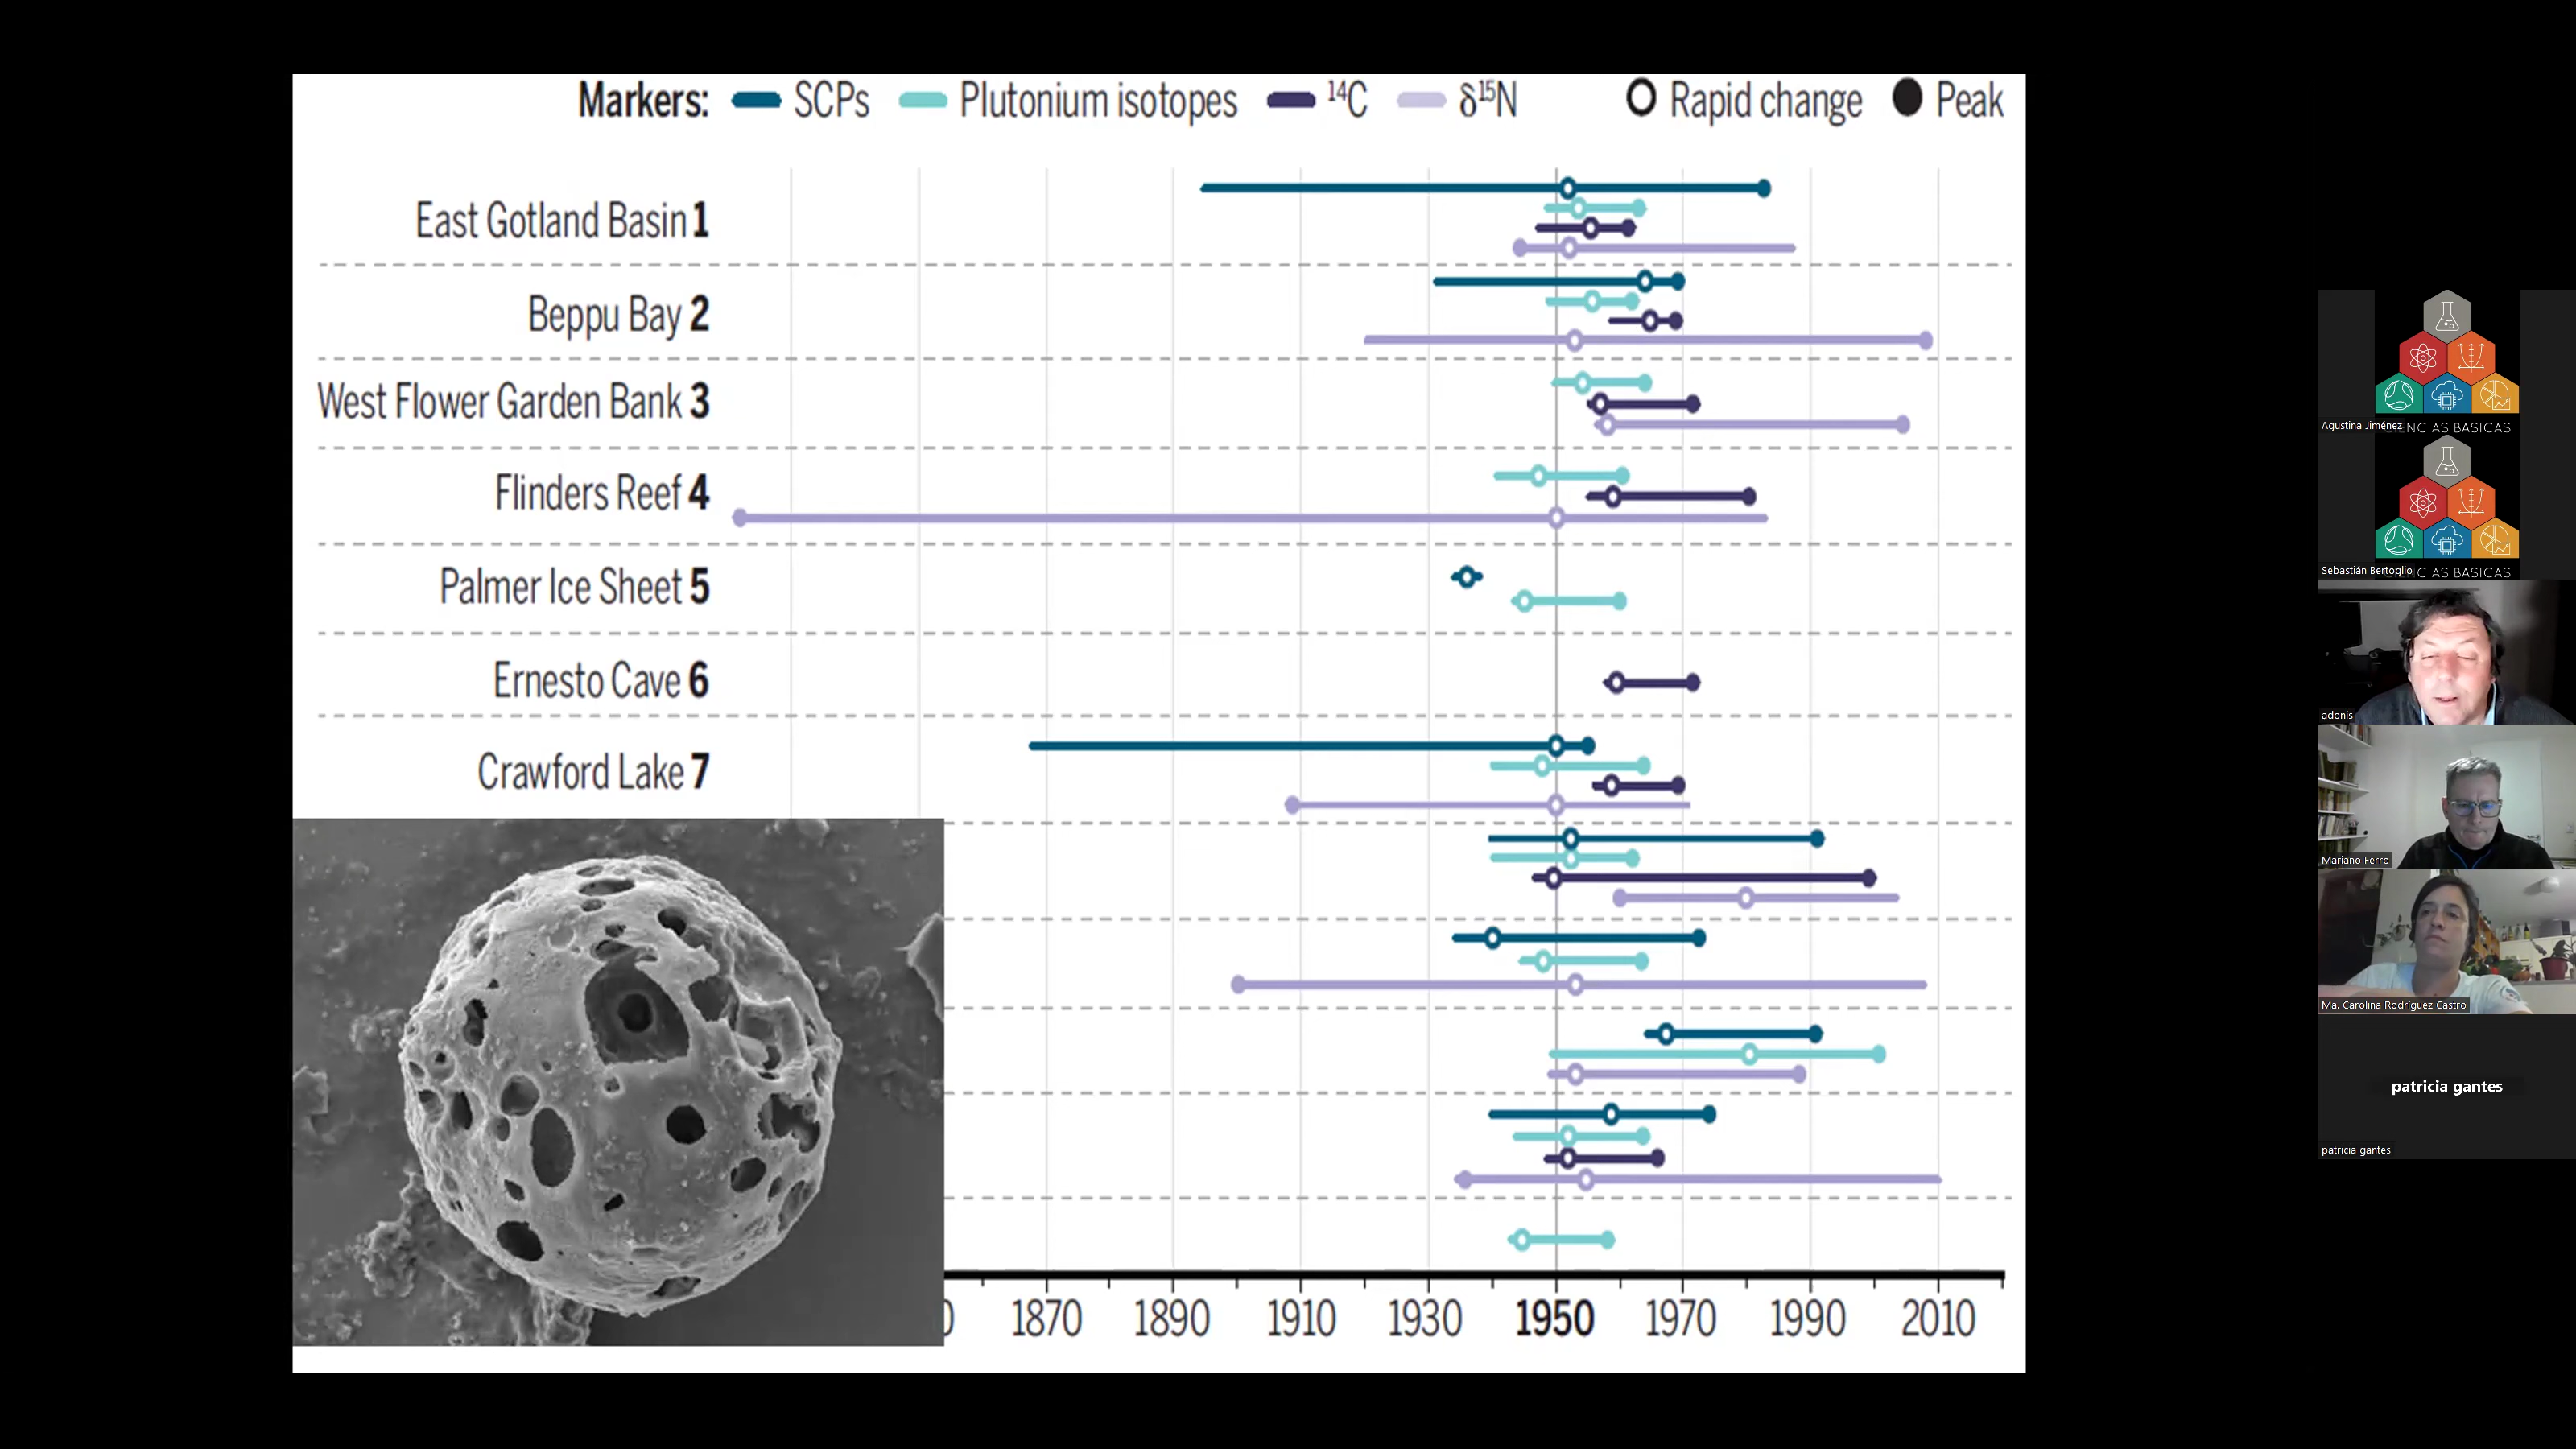 Markers: SCPs Plutonium isotopes ¹⁴C δ¹⁵N Rapid change Peak
East Gotland Basin 1
Beppu Bay 2
West Flower Garden Bank 3
Flinders Reef 4
Palmer Ice Sheet 5
Ernesto Cave 6
Crawford Lake 7
0 1870 1890 1910 1930 1950 1970 1990 2010
Agustina Jiménez
NCIAS BASICAS
Sebastián Bertoglio
CIAS BASICAS
adonis
Mariano Ferro
Ma. Carolina Rodríguez Castro
patricia gantes
patricia gantes